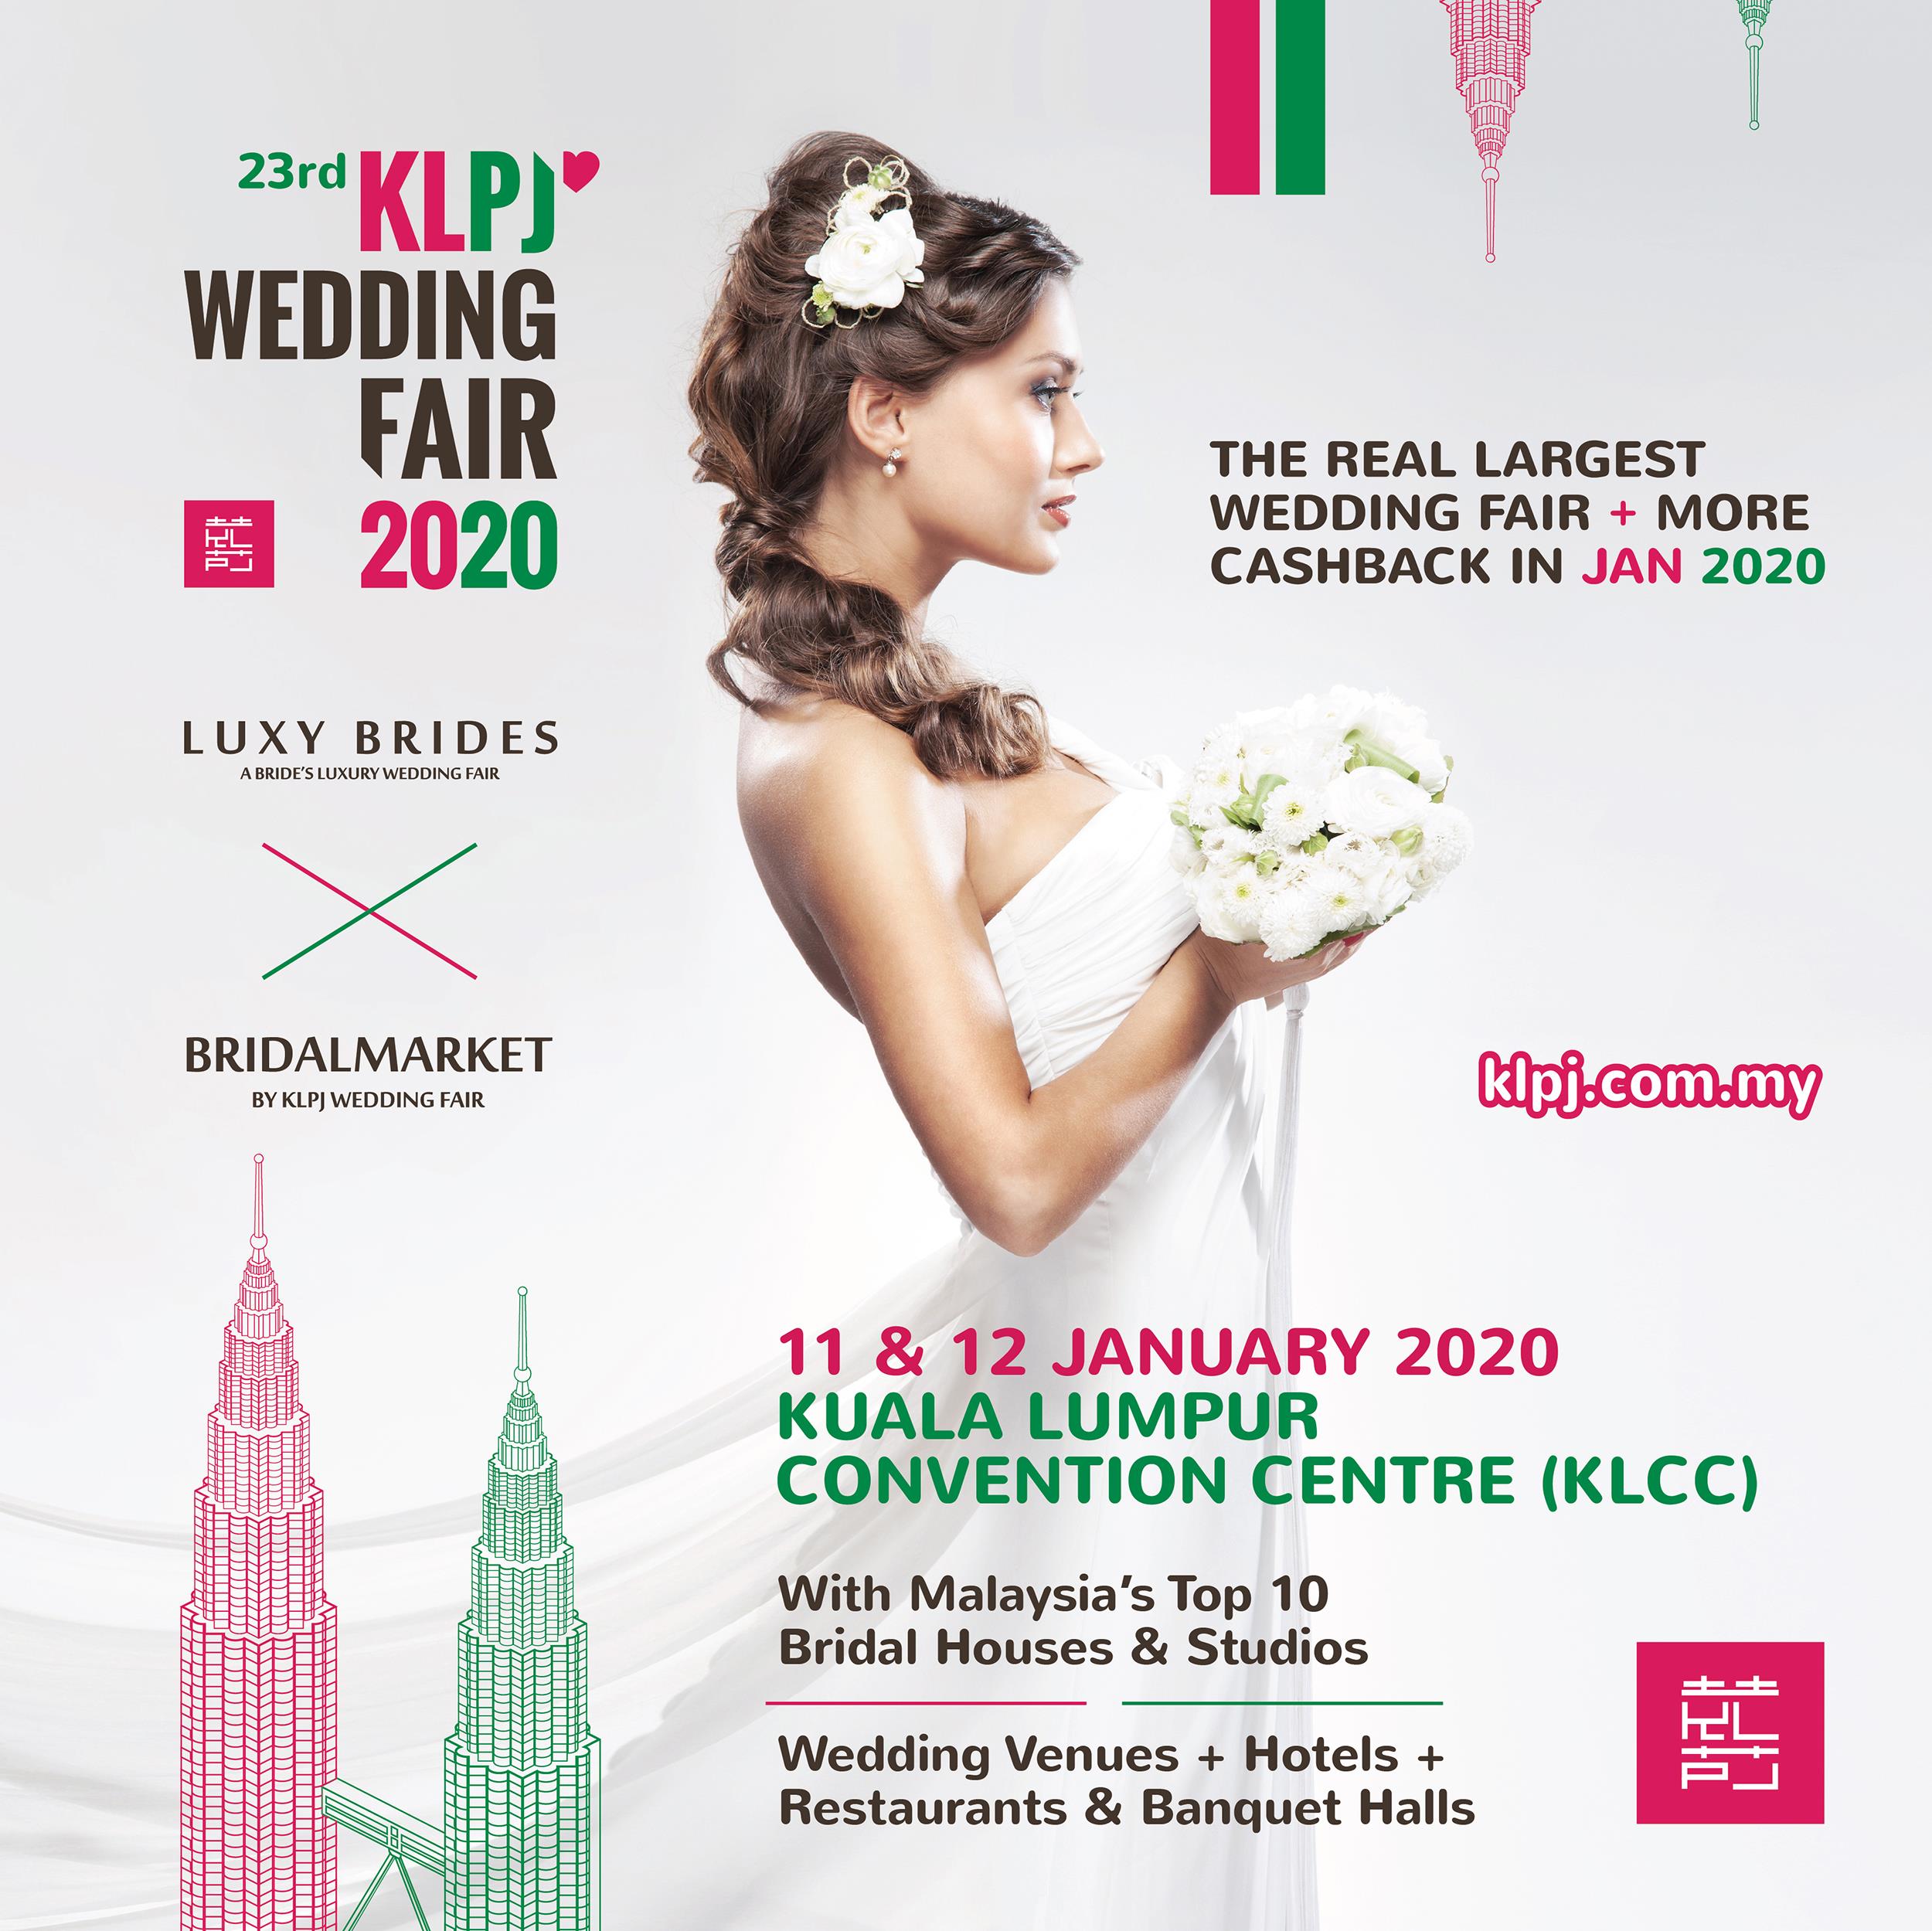 23rd KLPJ
WEDDING
FAIR
2020
LUXY BRIDES
A BRIDE'S LUXURY WEDDING FAIR
BRIDALMARKET
BY KLPJ WEDDING FAIR
THE REAL LARGEST
WEDDING FAIR + MORE
CASHBACK IN JAN 2020
klpj.com.my
11 & 12 JANUARY 2020
KUALA LUMPUR
CONVENTION CENTRE (KLCC)
With Malaysia's Top 10
Bridal Houses & Studios
Wedding Venues + Hotels +
Restaurants & Banquet Halls